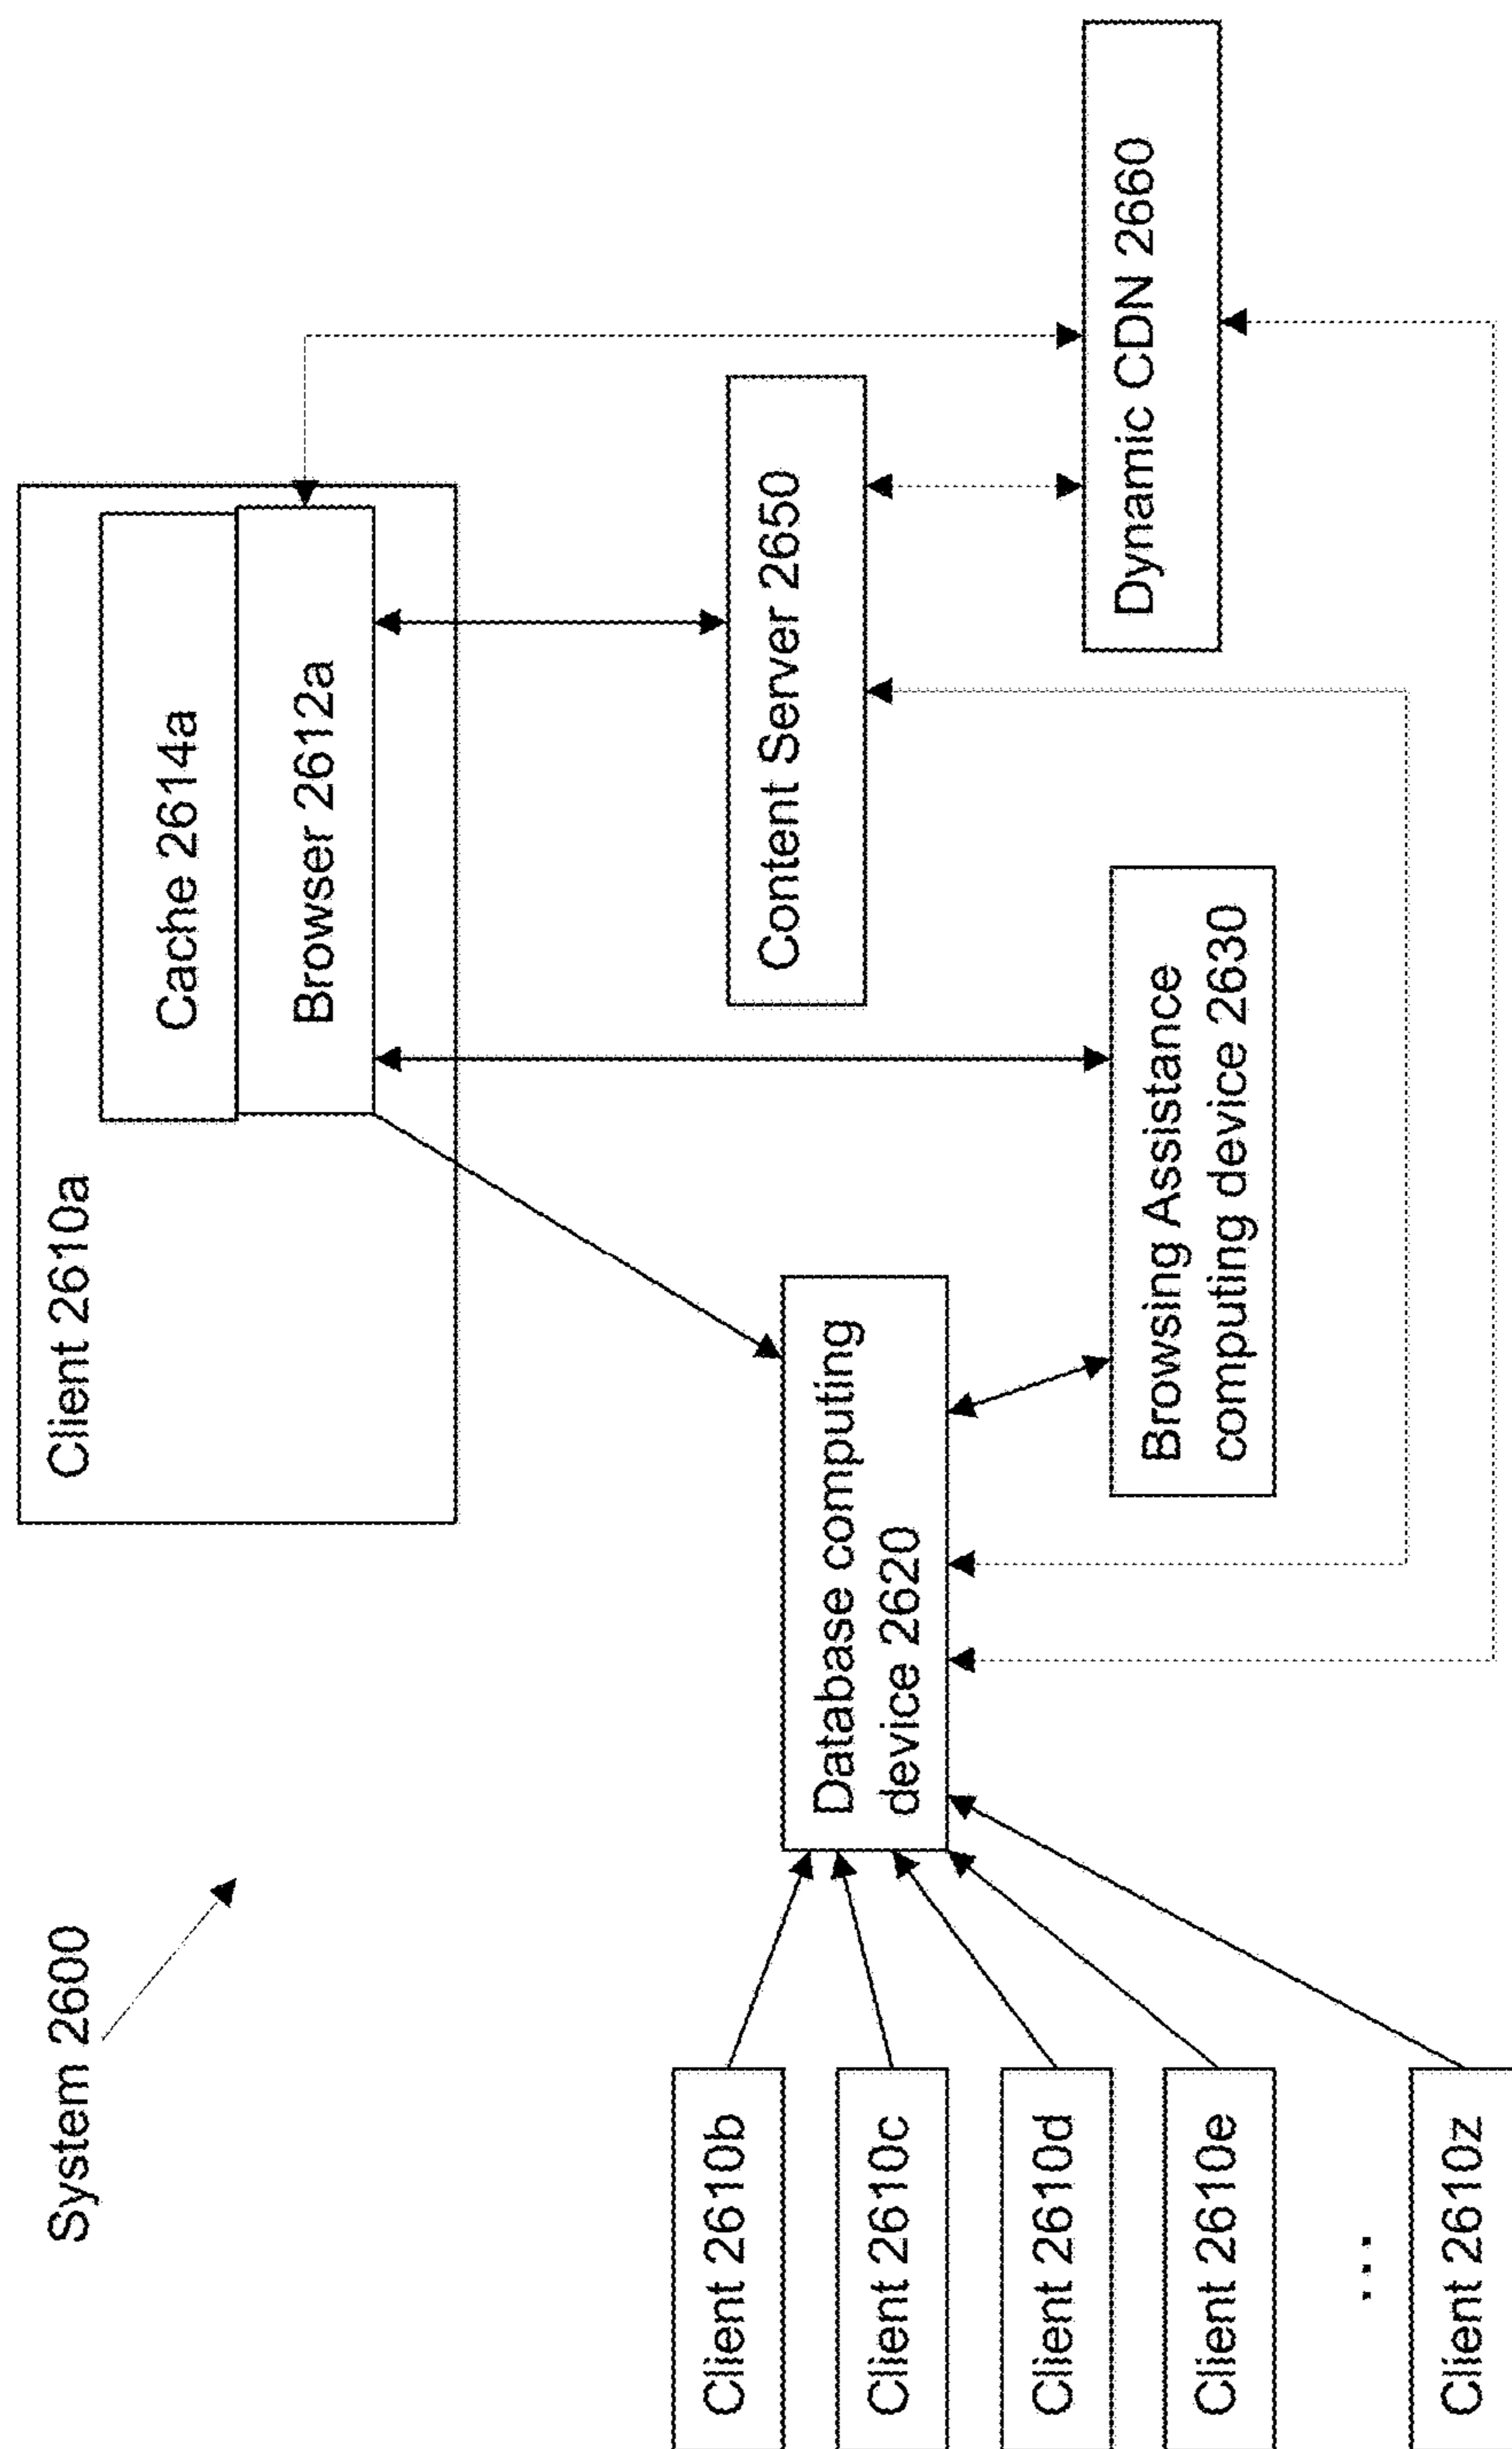 System 2600
Client 2610a
Cache 2614a
Browser 2612a
Client 2610b
Client 2610c
Client 2610d
Client 2610e
...
Client 2610z
Database computing
device 2620
Content Server 2650
Browsing Assistance
computing device 2630
Dynamic CDN 2660